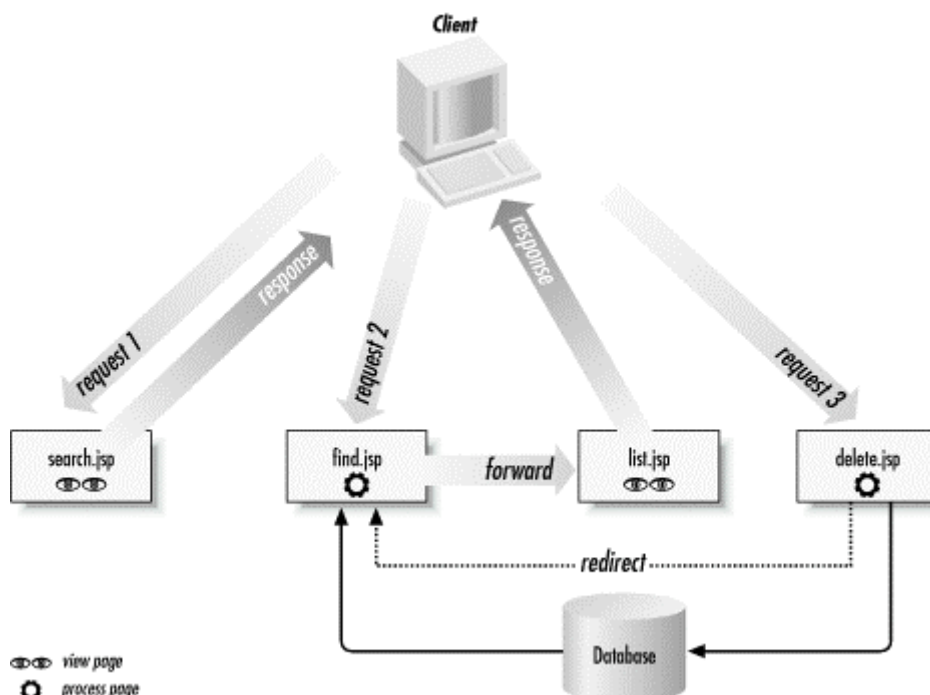 Client
response
response
request 1
request 2
request 3
search.jsp
find.jsp
forward
list.jsp
delete.jsp
redirect
Database
view page
process page